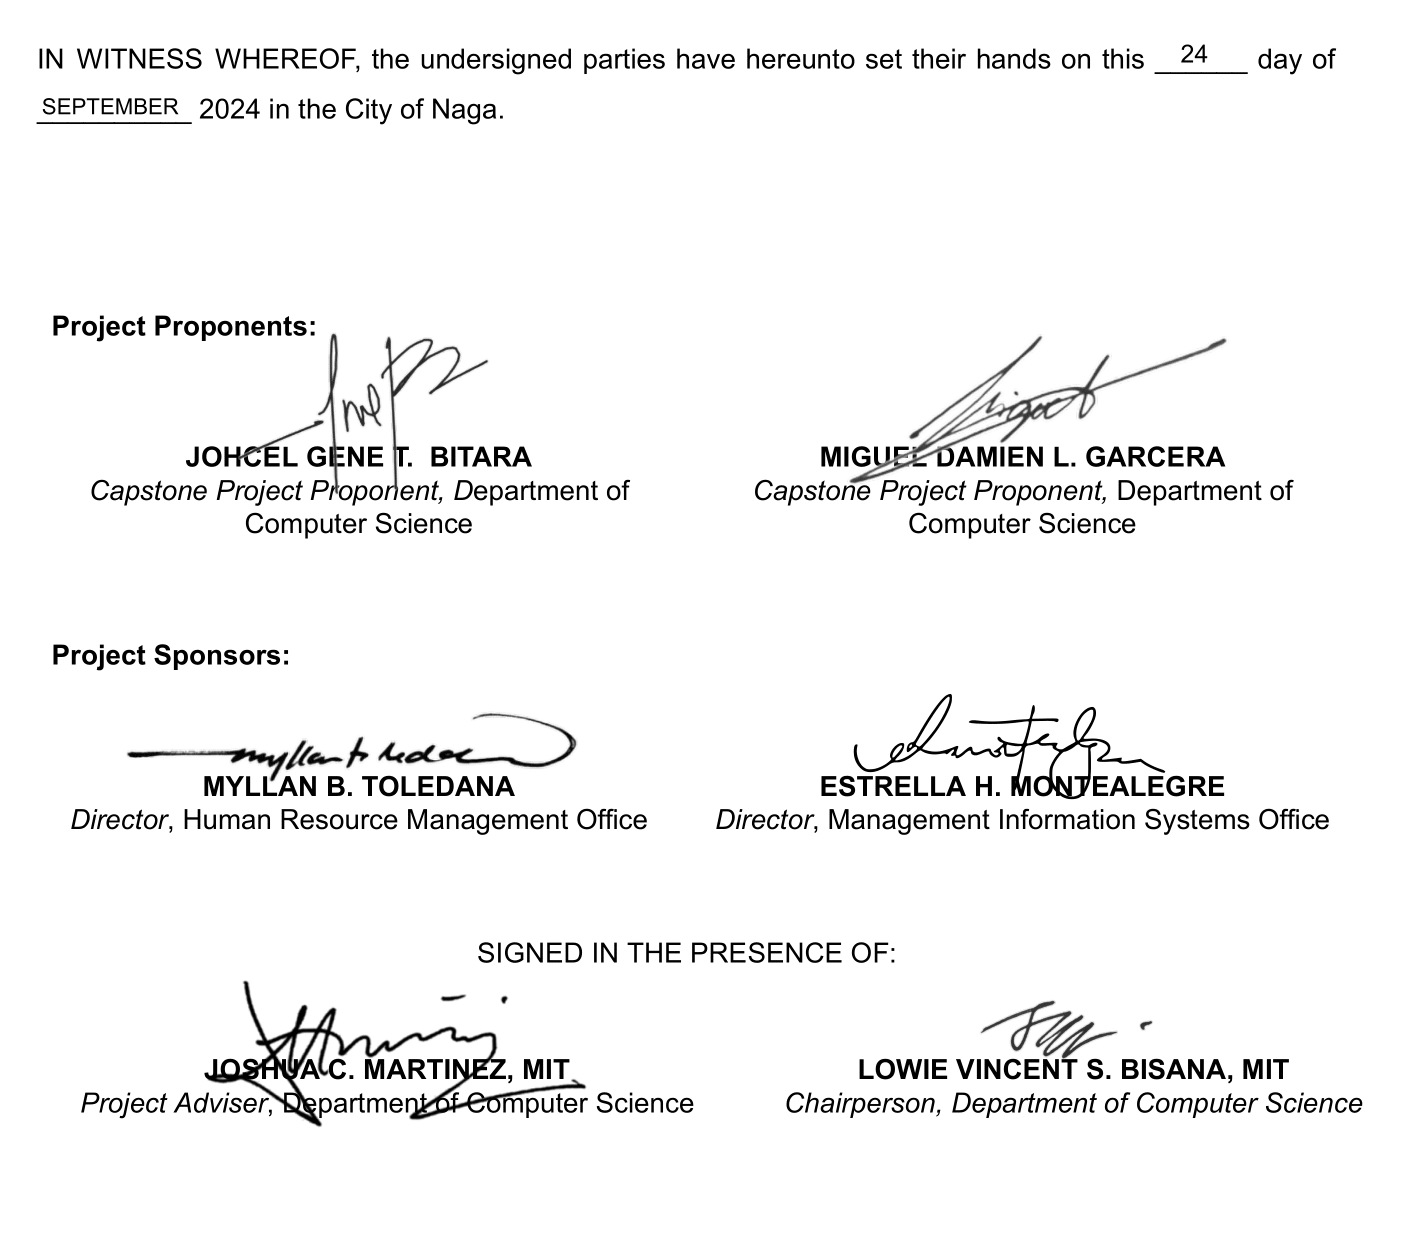 IN WITNESS WHEREOF, the undersigned parties have hereunto set their hands on this 24 day of
SEPTEMBER 2024 in the City of Naga.
Project Proponents:
JOHCEL GENE T. BITARA
Capstone Project Proponent, Department of
Computer Science
MIGUEL DAMIEN L. GARCERA
Capstone Project Proponent, Department of
Computer Science
Project Sponsors:
MYLLAN B. TOLEDANA
Director, Human Resource Management Office
ESTRELLA H. MONTEALEGRE
Director, Management Information Systems Office
SIGNED IN THE PRESENCE OF:
JOSHUA C. MARTINEZ, MIT
Project Adviser, Department of Computer Science
LOWIE VINCENT S. BISANA, MIT
Chairperson, Department of Computer Science